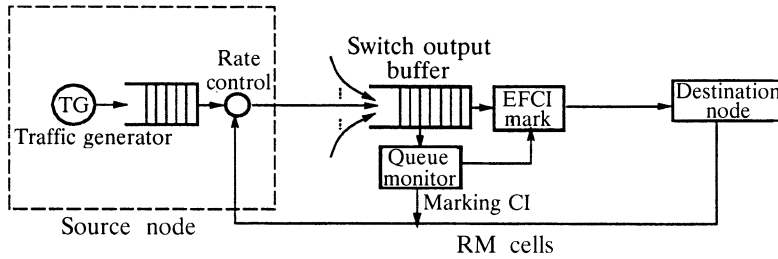 Rate
control
Switch output
buffer
TG
EFCI
mark
Destination
node
Traffic generator
Queue
monitor
Marking CI
Source node
RM cells